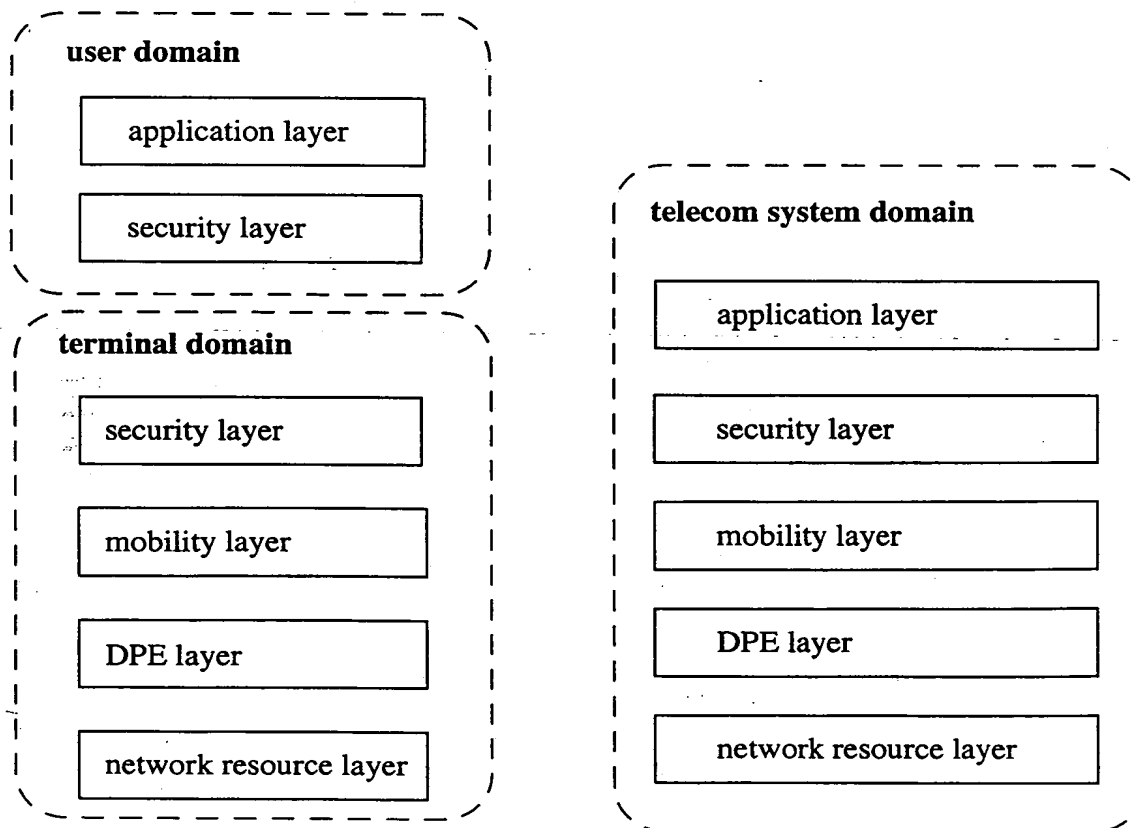 user domain
application layer
security layer
terminal domain
security layer
mobility layer
DPE layer
network resource layer
telecom system domain
application layer
security layer
mobility layer
DPE layer
network resource layer